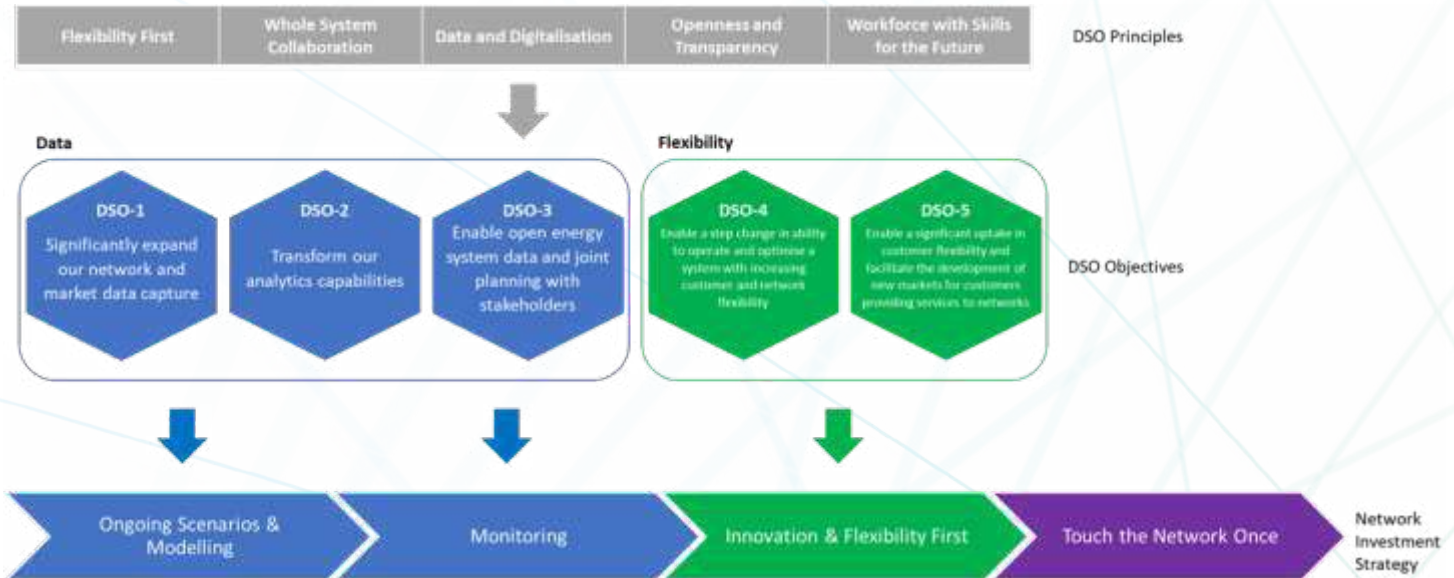 Flexibility First
Whole System
Collaboration
Data and Digitalisation
Openness and
Transparency
Workforce with Skills
for the Future
DSO Principles
Data
Flexibility
DSO-1
Significantly expand
our network and
market data capture
DSO-2
Transform our
analytics capabilities
DSO-3
Enable open energy
system data and joint
planning with
stakeholders
DSO-4
Enable a step change in ability
to operate and optimise a
system with increasing
customer and network
flexibility
DSO-5
Enable a significant uptake in
customer flexibility and
facilitate the development of
new markets for customers
providing services to networks
DSO Objectives
Ongoing Scenarios &
Modelling
Monitoring
Innovation & Flexibility First
Touch the Network Once
Network
Investment
Strategy